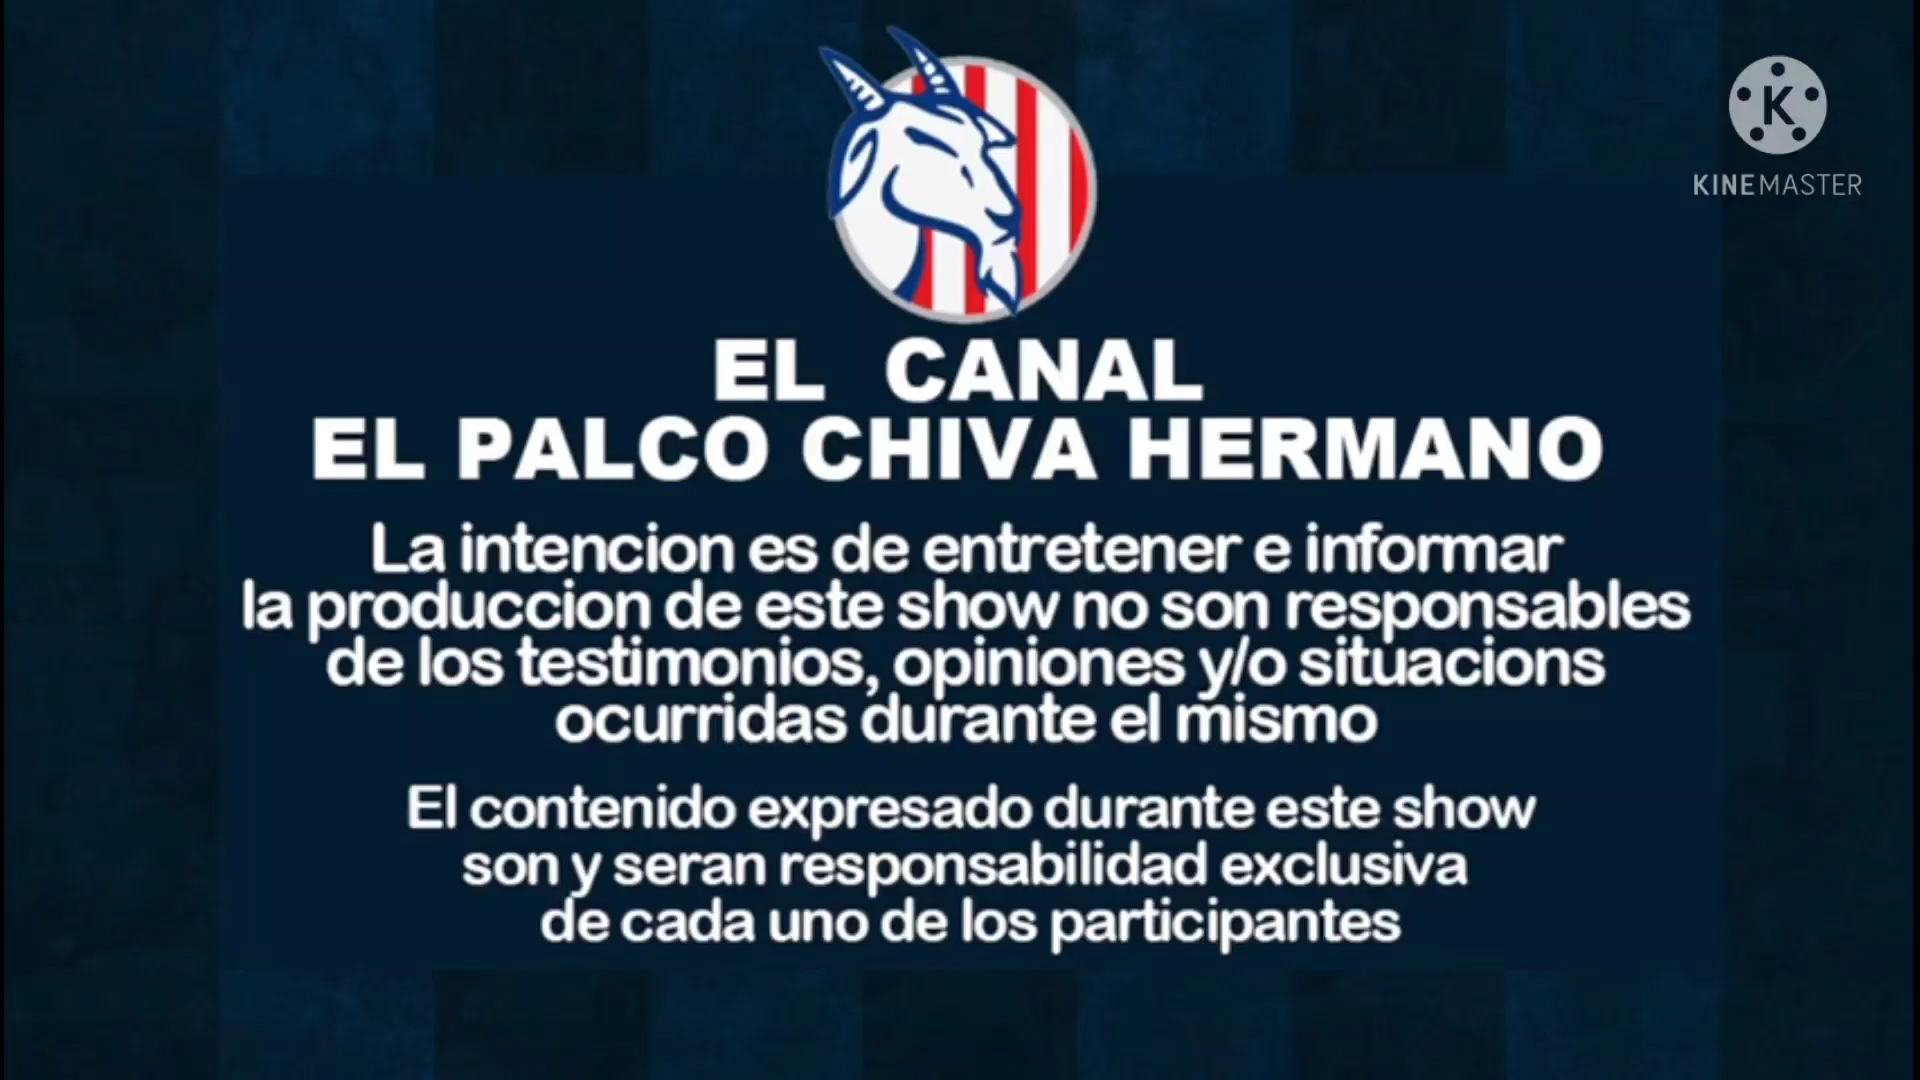 K
KINEMASTER
EL CANAL
EL PALCO CHIVA HERMANO
La intencion es de entretener e informar
la produccion de este show no son responsables
de los testimonios, opiniones y/o situacions
ocurridas durante el mismo
El contenido expresado durante este show
son y seran responsabilidad exclusiva
de cada uno de los participantes